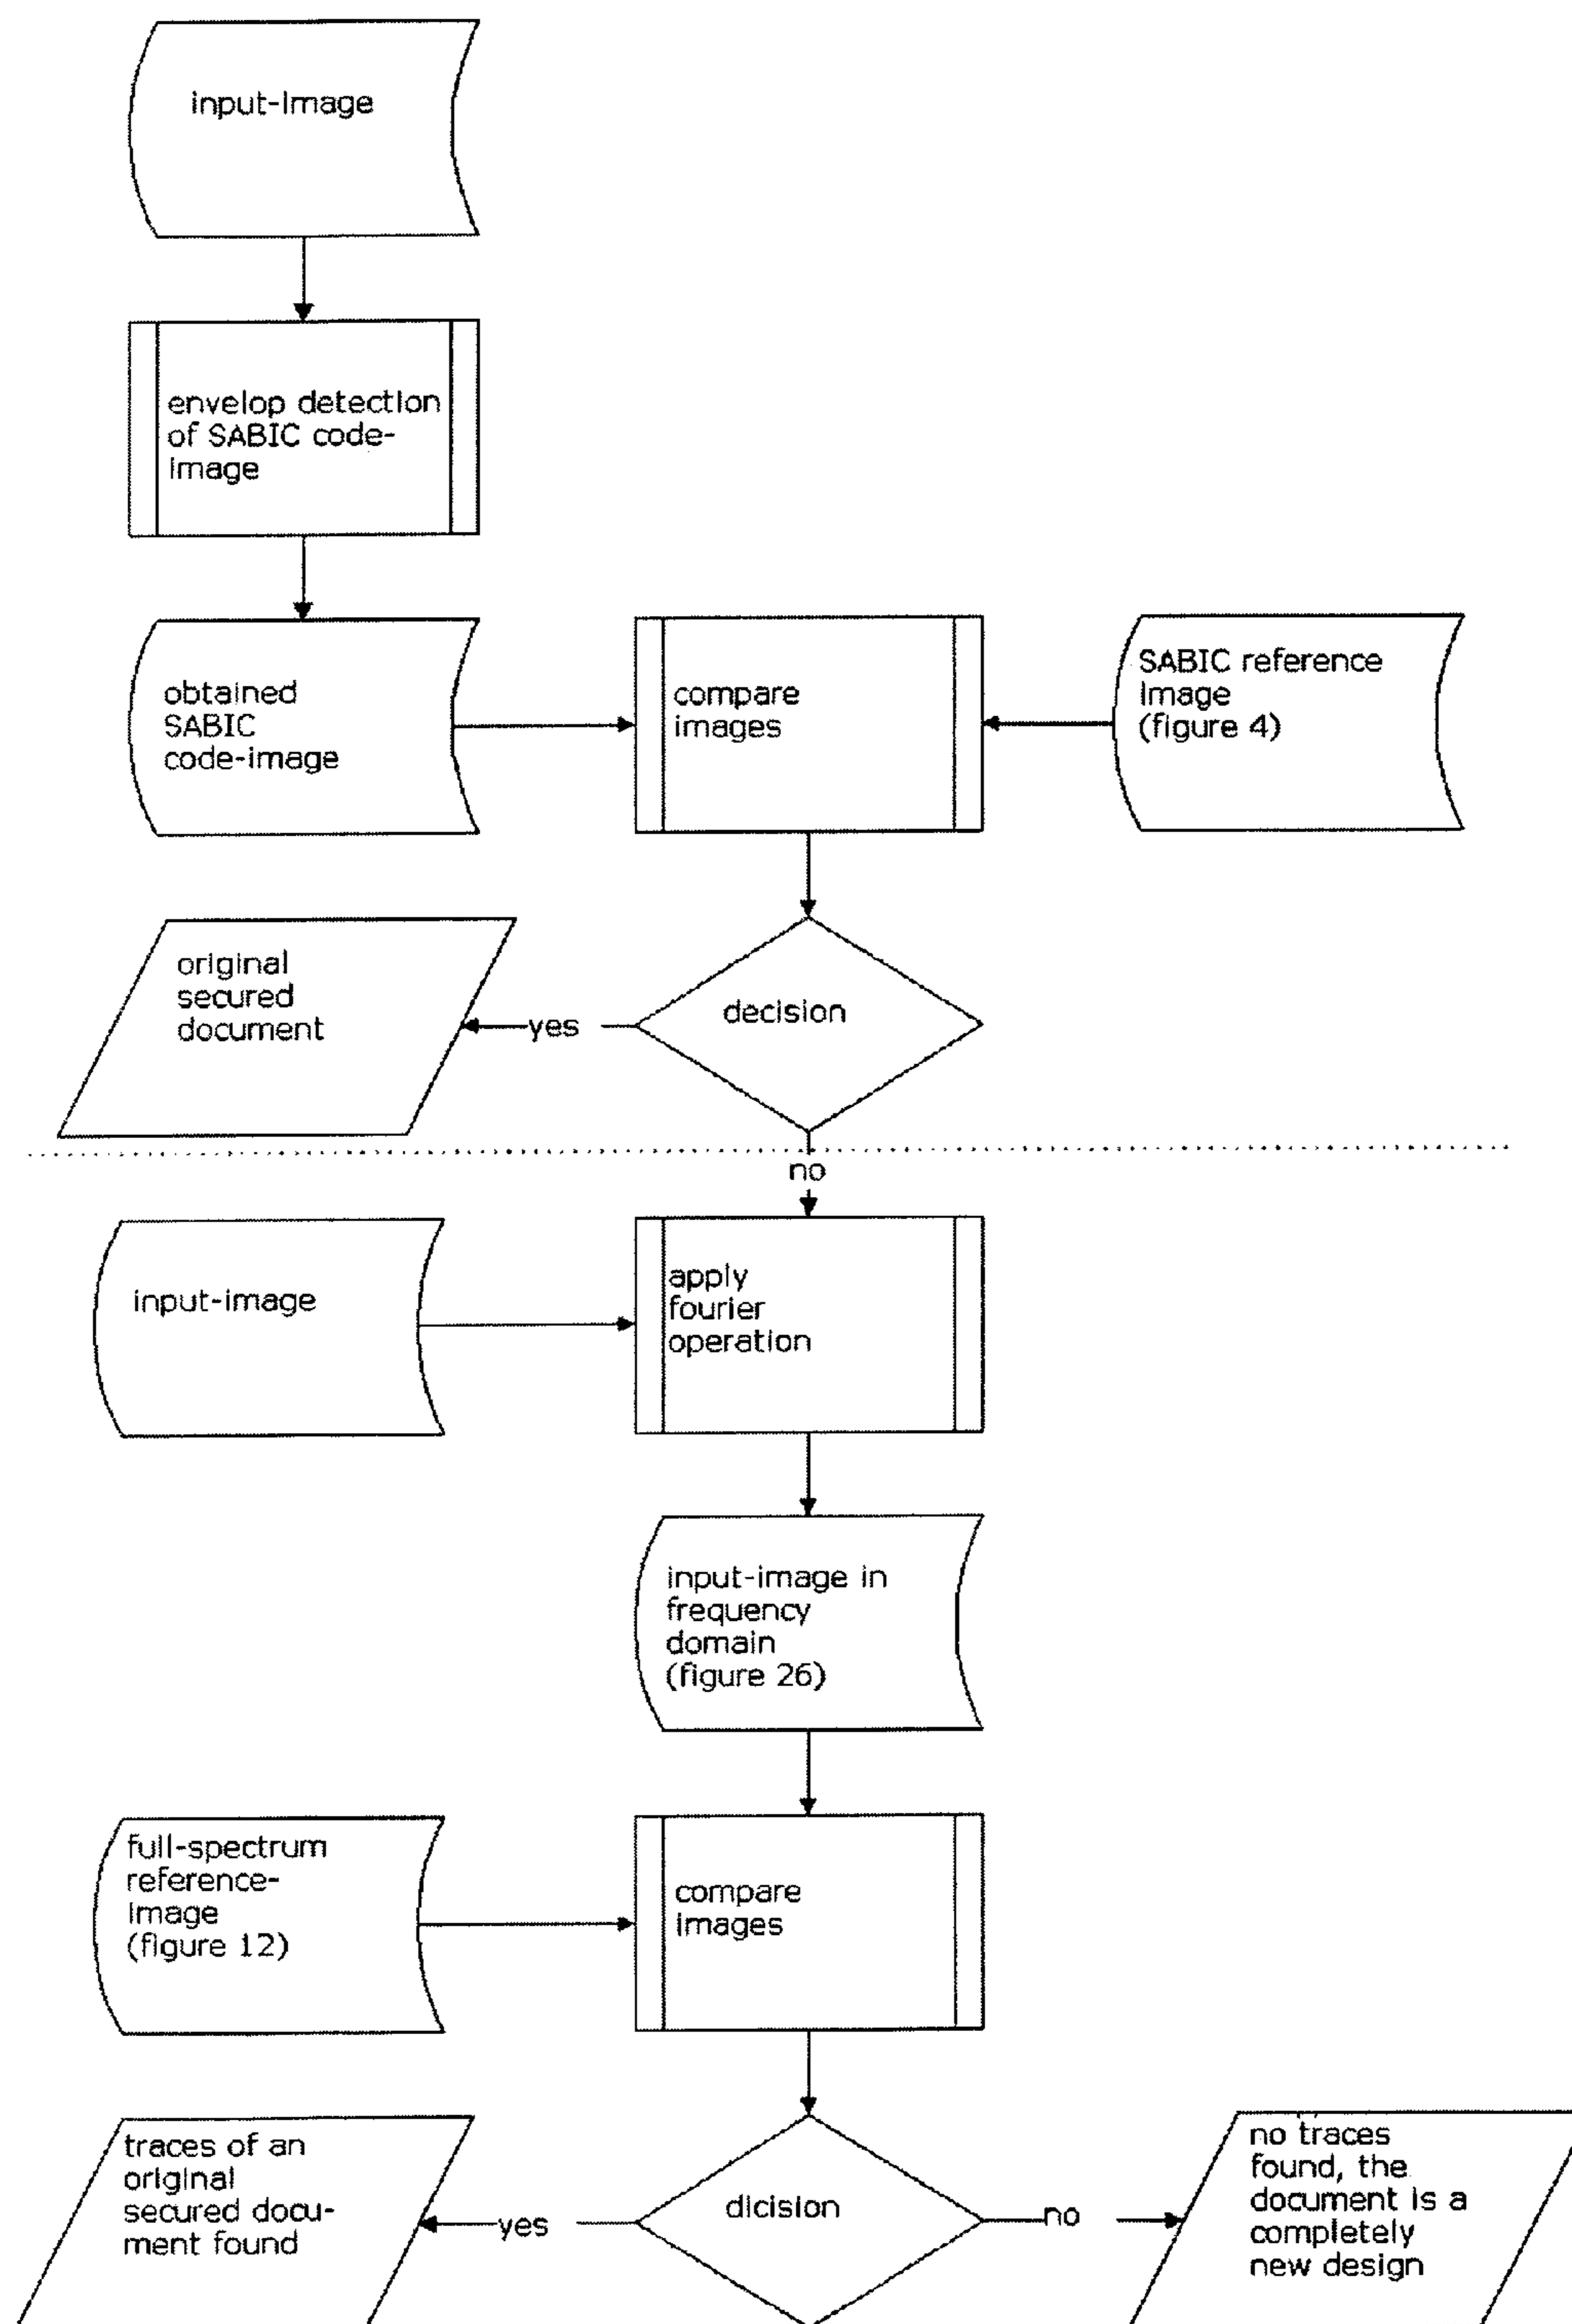 input-image
envelop detection
of SABIC code-
image
obtained
SABIC
code-image
compare
images
SABIC reference
image
(figure 4)
original
secured
document
yes
decision
no
input-image
apply
fourier
operation
input-image in
frequency
domain
(figure 26)
full-spectrum
reference-
image
(figure 12)
compare
images
traces of an
original
secured docu-
ment found
yes
dicision
no
no traces
found, the
document is a
completely
new design